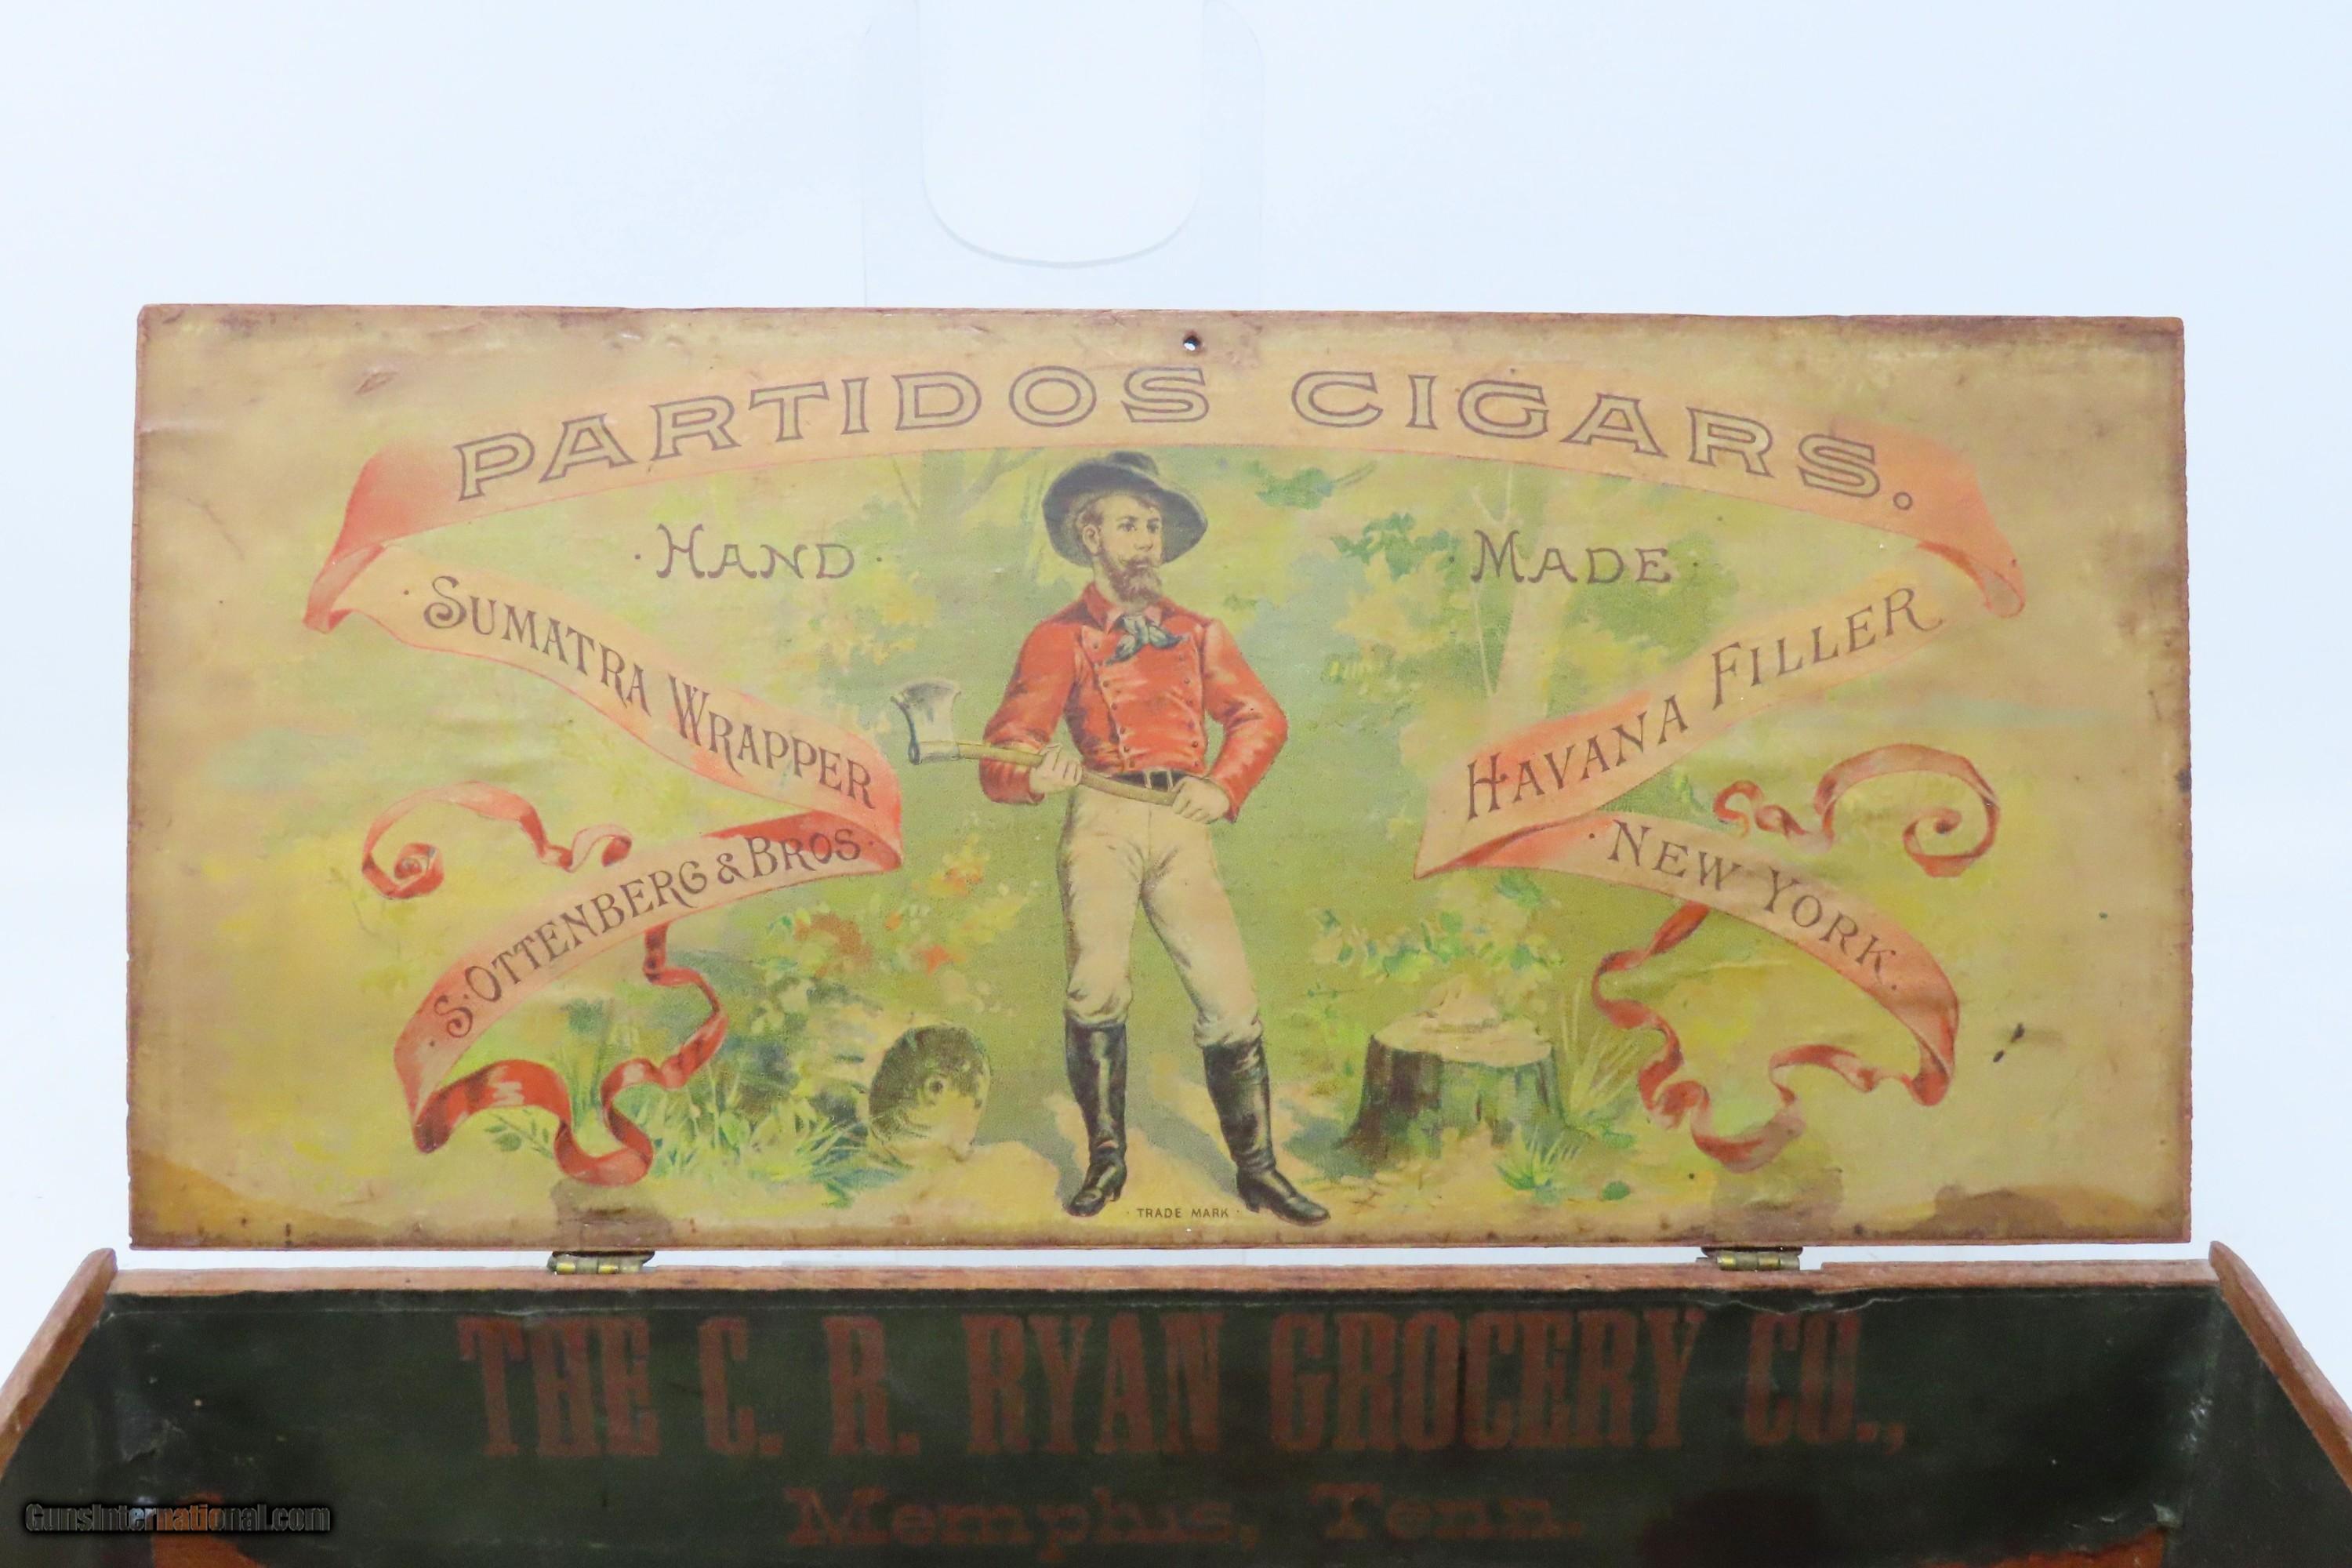 PARTIDOS CIGARS.
·HAND· ·MADE·
·SUMATRA WRAPPER
HAVANA FILLER
·S·OTTENBERG & BROS·
·NEW YORK.
·TRADE MARK·
THE C. R. RYAN GROCERY CO.,
Memphis, Tenn.
GunsInternational.com